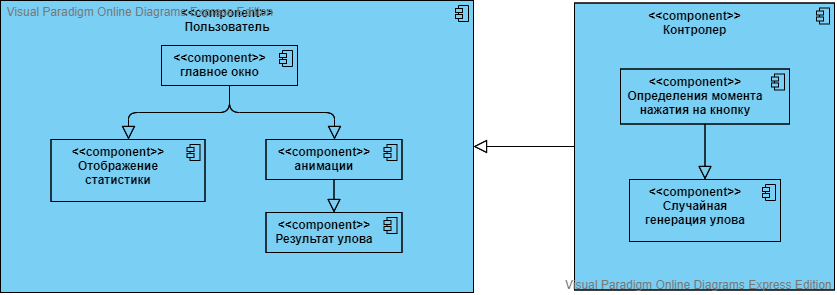 Visual Paradigm Online Diagrams Express Edition
<<component>>
Пользователь
<<component>>
главное окно
<<component>>
Отображение
статистики
<<component>>
анимации
<<component>>
Результат улова
<<component>>
Контролер
<<component>>
Определения момента
нажатия на кнопку
<<component>>
Случайная
генерация улова
Visual Paradigm Online Diagrams Express Edition